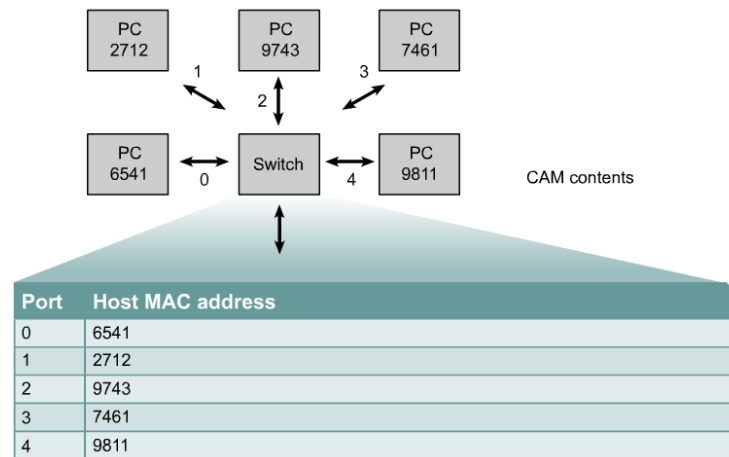 PC
2712
PC
9743
PC
7461
1
3
2
PC
6541
Switch
PC
9811
0
4
CAM contents
Port Host MAC address
0 6541
1 2712
2 9743
3 7461
4 9811